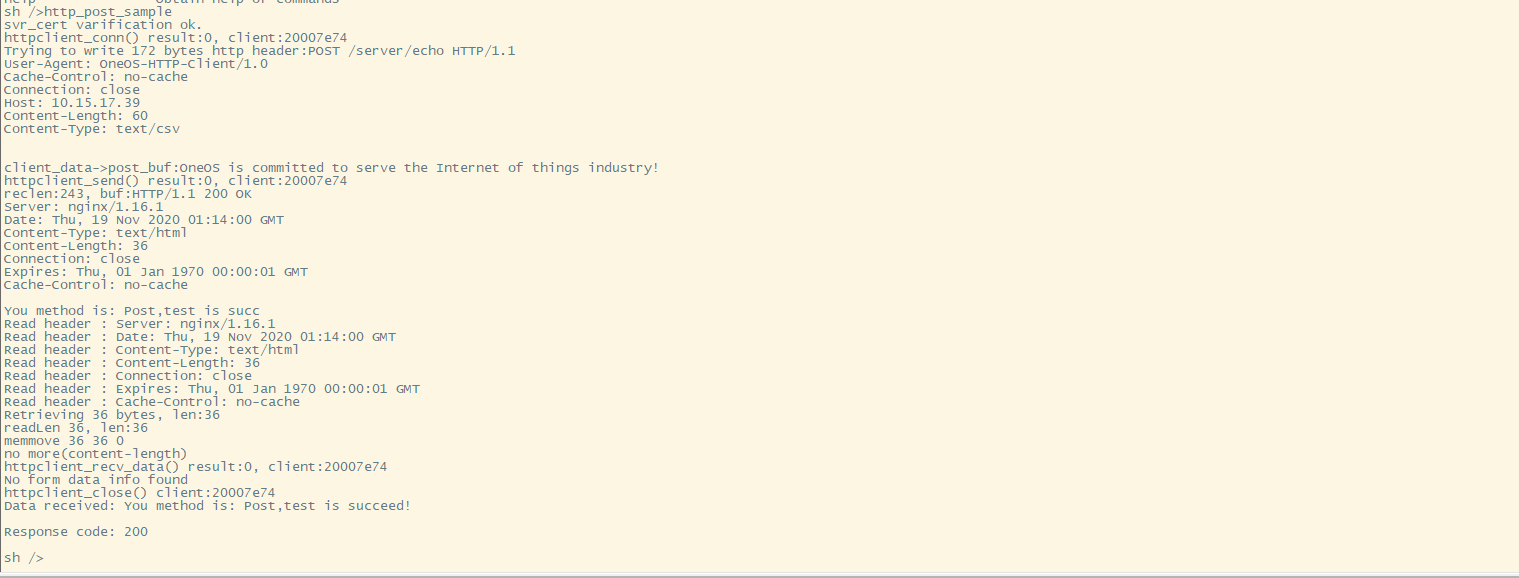 sh />http_post_sample
svr_cert varification ok.
httpclient_conn() result:0, client:20007e74
Trying to write 172 bytes http header:POST /server/echo HTTP/1.1
User-Agent: OneOS-HTTP-Client/1.0
Cache-Control: no-cache
Connection: close
Host: 10.15.17.39
Content-Length: 60
Content-Type: text/csv
client_data->post_buf:OneOS is committed to serve the Internet of things industry!
httpclient_send() result:0, client:20007e74
reclen:243, buf:HTTP/1.1 200 OK
Server: nginx/1.16.1
Date: Thu, 19 Nov 2020 01:14:00 GMT
Content-Type: text/html
Content-Length: 36
Connection: close
Expires: Thu, 01 Jan 1970 00:00:01 GMT
Cache-Control: no-cache
You method is: Post,test is succ
Read header : Server: nginx/1.16.1
Read header : Date: Thu, 19 Nov 2020 01:14:00 GMT
Read header : Content-Type: text/html
Read header : Content-Length: 36
Read header : Connection: close
Read header : Expires: Thu, 01 Jan 1970 00:00:01 GMT
Read header : Cache-Control: no-cache
Retrieving 36 bytes, len:36
readLen 36, len:36
memmove 36 36 0
no more(content-length)
httpclient_recv_data() result:0, client:20007e74
No form data info found
httpclient_close() client:20007e74
Data received: You method is: Post,test is succeed!
Response code: 200
sh />